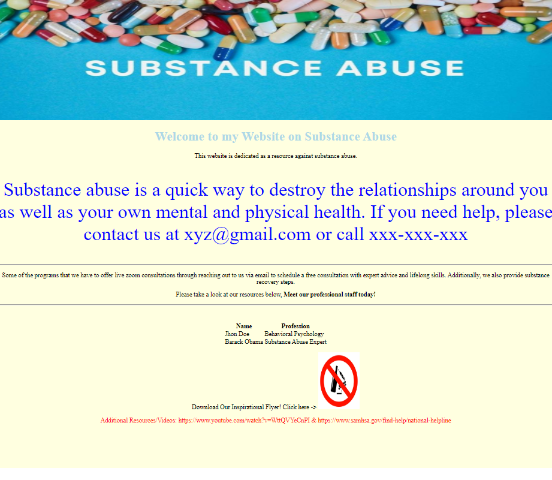 SUBSTANCE ABUSE
Welcome to my Website on Substance Abuse
This website is dedicated as a resource against substance abuse.
Substance abuse is a quick way to destroy the relationships around you
as well as your own mental and physical health. If you need help, please
contact us at xyz@gmail.com or call xxx-xxx-xxx
Some of the programs that we have to offer live zoom consultations through reaching out to us via email to schedule a free consultation with expert advice and lifelong skills. Additionally, we also provide substance
recovery steps.
Please take a look at our resources below, Meet our professional staff today!
Name Profession
Jhon Doe Behavioral Psychology
Barack Obama Substance Abuse Expert
Download Our Inspirational Flyer! Click here ->
Additional Resources/Videos: & https://www.samhsa.gov/find-help/national-helpline